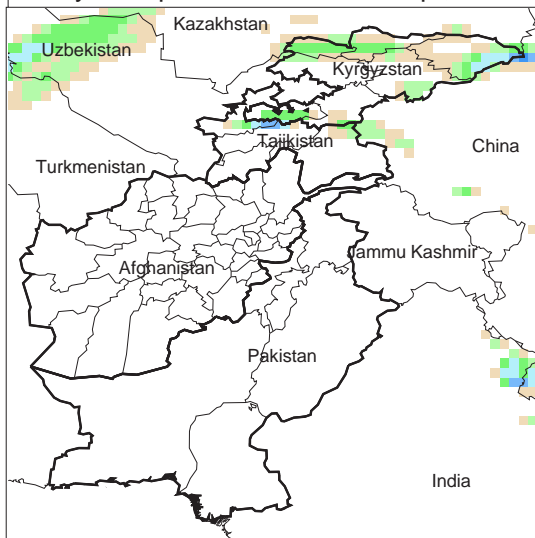 Kazakhstan
Uzbekistan
Kyrgyzstan
Tajikistan
China
Turkmenistan
Jammu Kashmir
Afghanistan
Pakistan
India